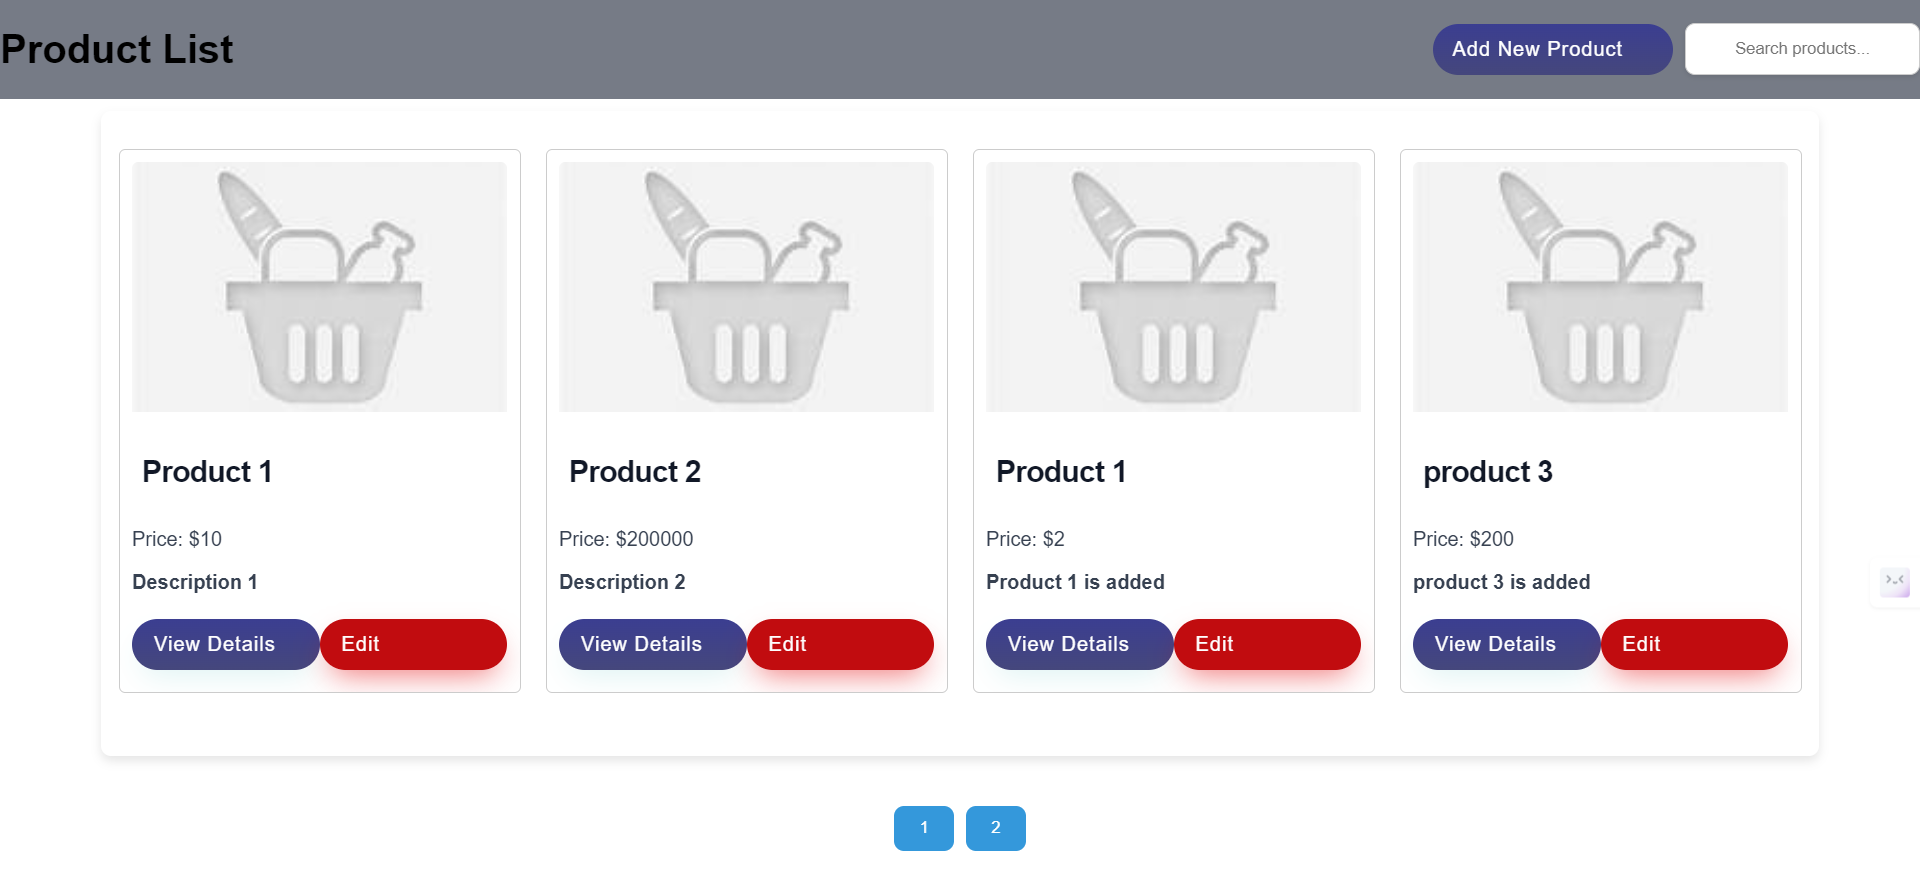 Product List
Add New Product
Search products...
Product 1
Price: $10
Description 1
View Details
Edit
Product 2
Price: $200000
Description 2
View Details
Edit
Product 1
Price: $2
Product 1 is added
View Details
Edit
product 3
Price: $200
product 3 is added
View Details
Edit
1
2